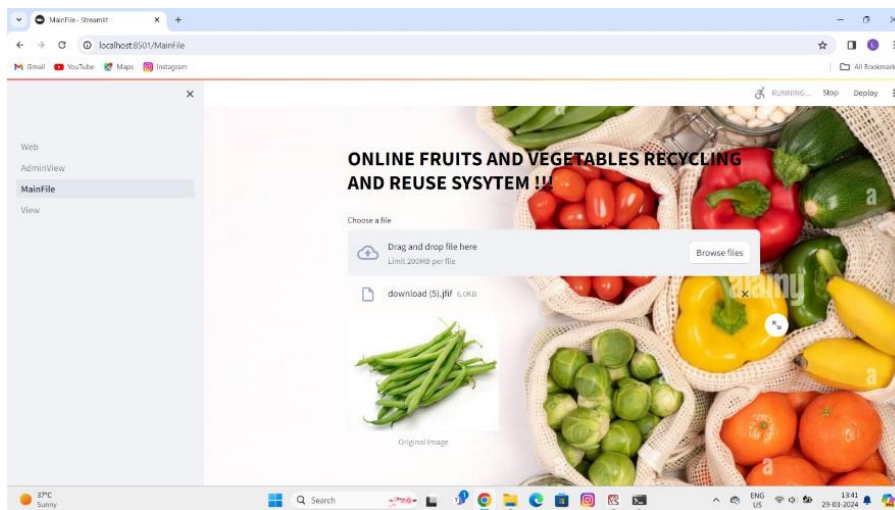 MainFile - Streamlit
localhost:8501/MainFile
Gmail YouTube Maps Instagram
All Bookmark
RUNNING... Stop Deploy
Web
AdminView
MainFile
View
ONLINE FRUITS AND VEGETABLES RECYCLING
AND REUSE SYSYTEM !!!
Choose a file
Drag and drop file here
Limit 200MB per file
Browse files
download (5).jfif 6.0KB
Original Image
alamy
a
a
a
a
37°C
Sunny
Search
ENG
US
13:41
29-03-2024